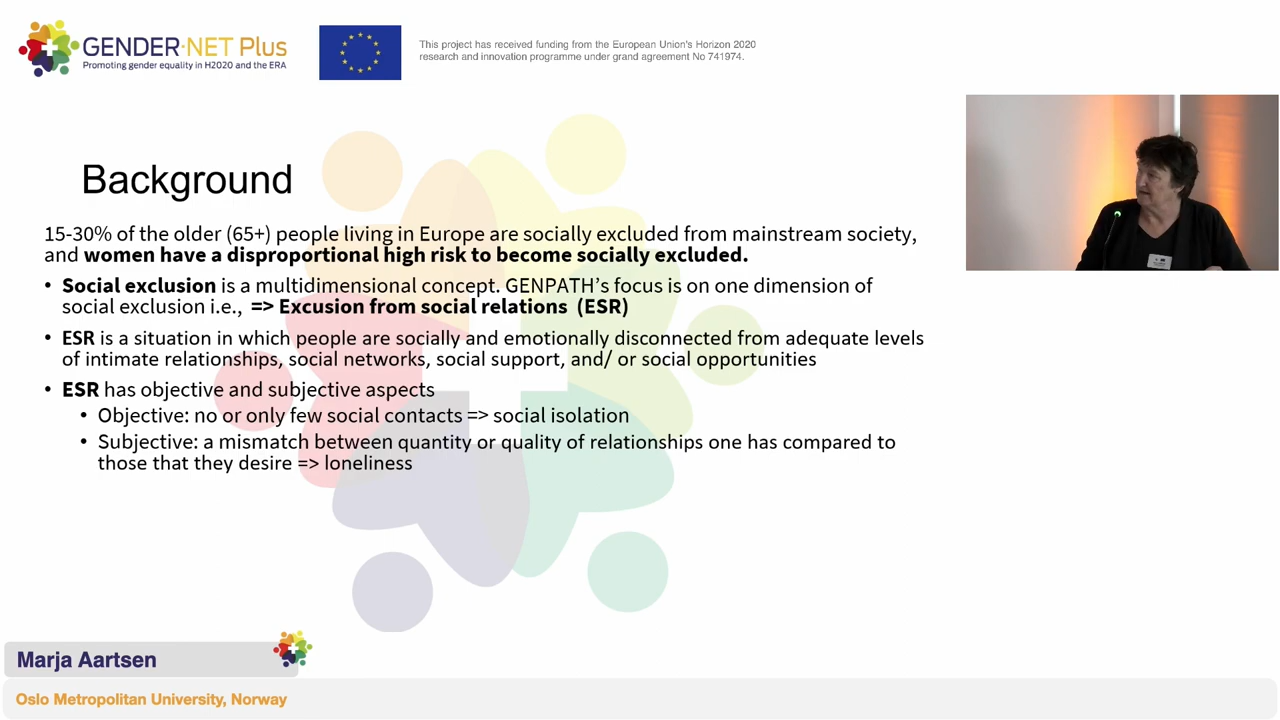 GENDER·NET Plus
Promoting gender equality in H2020 and the ERA
This project has received funding from the European Union's Horizon 2020
research and innovation programme under grand agreement No 741974.
Background
15-30% of the older (65+) people living in Europe are socially excluded from mainstream society,
and women have a disproportional high risk to become socially excluded.
• Social exclusion is a multidimensional concept. GENPATH's focus is on one dimension of
social exclusion i.e., => Excusion from social relations (ESR)
• ESR is a situation in which people are socially and emotionally disconnected from adequate levels
of intimate relationships, social networks, social support, and/ or social opportunities
• ESR has objective and subjective aspects
• Objective: no or only few social contacts => social isolation
• Subjective: a mismatch between quantity or quality of relationships one has compared to
those that they desire => loneliness
Marja Aartsen
Oslo Metropolitan University, Norway